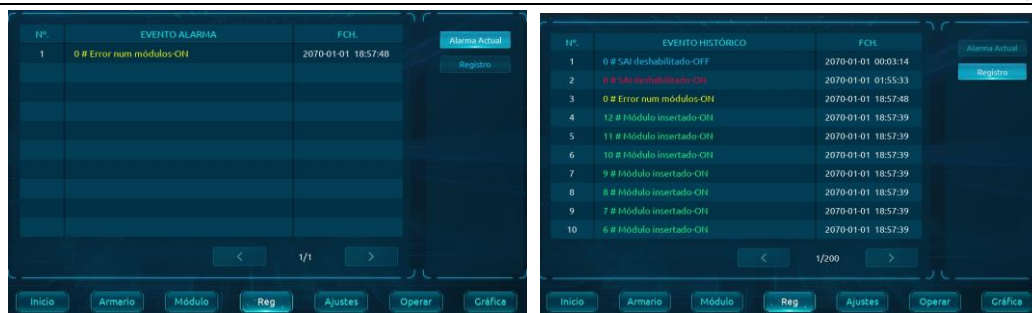 Nº. EVENTO ALARMA FCH.
1 0 # Error num módulos-ON 2070-01-01 18:57:48
1/1
Alarma Actual
Registro
Inicio Armario Módulo Reg Ajustes Operar Gráfica
Nº. EVENTO HISTÓRICO FCH.
1 0 # SAI deshabilitado-OFF 2070-01-01 00:03:14
2 0 # SAI deshabilitado-ON 2070-01-01 01:55:33
3 0 # Error num módulos-ON 2070-01-01 18:57:48
4 12 # Módulo insertado-ON 2070-01-01 18:57:39
5 11 # Módulo insertado-ON 2070-01-01 18:57:39
6 10 # Módulo insertado-ON 2070-01-01 18:57:39
7 9 # Módulo insertado-ON 2070-01-01 18:57:39
8 8 # Módulo insertado-ON 2070-01-01 18:57:39
9 7 # Módulo insertado-ON 2070-01-01 18:57:39
10 6 # Módulo insertado-ON 2070-01-01 18:57:39
1/200
Alarma Actual
Registro
Inicio Armario Módulo Reg Ajustes Operar Gráfica